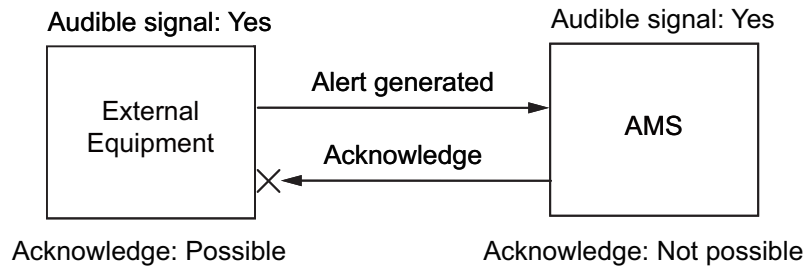 Audible signal: Yes
Audible signal: Yes
External
Equipment
Alert generated
AMS
Acknowledge
Acknowledge: Possible
Acknowledge: Not possible